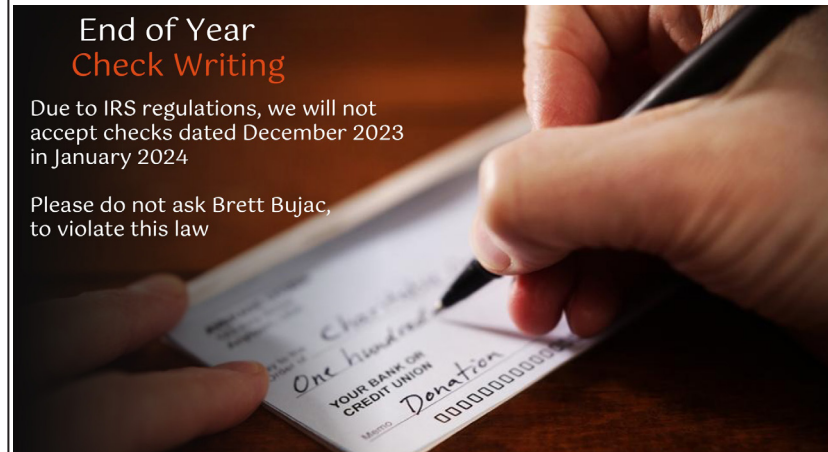 End of Year
Check Writing
Due to IRS regulations, we will not
accept checks dated December 2023
in January 2024
Please do not ask Brett Bujac,
to violate this law
One hundred
YOUR BANK OR
CREDIT UNION
Memo
Donation